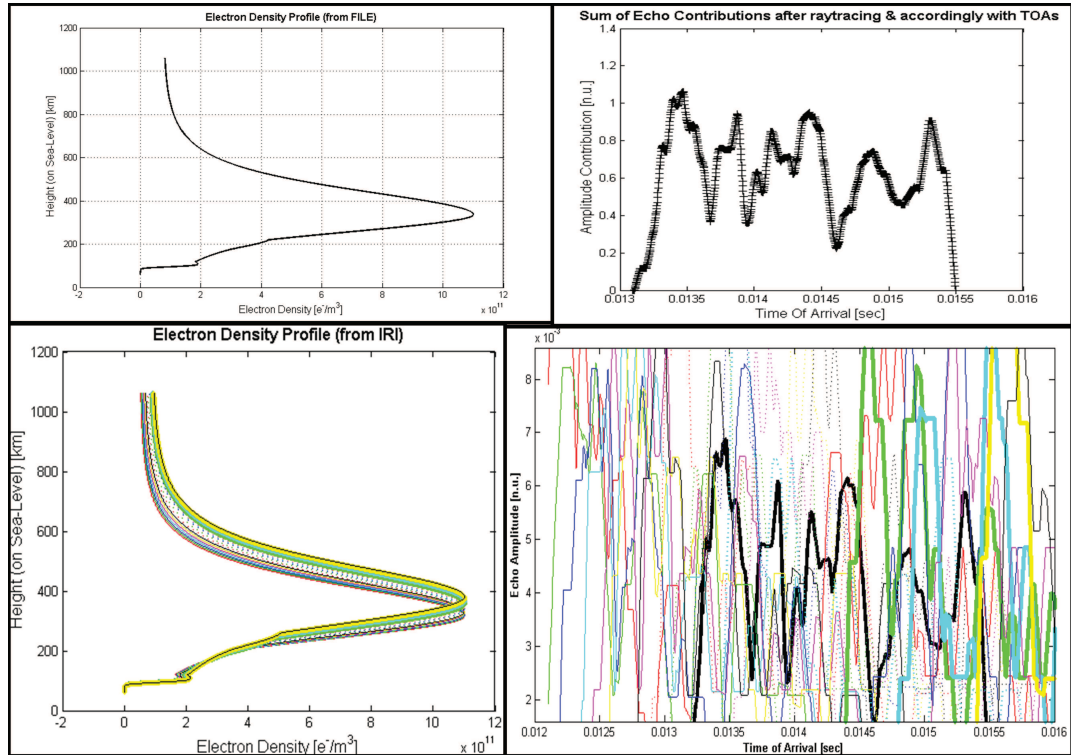 Electron Density Profile (from FILE)
1200
1000
800
600
400
200
0
Height (on Sea-Level) [km]
-2 0 2 4 6 8 10 12
Electron Density [e-/m³]
x 10¹¹
Sum of Echo Contributions after raytracing & accordingly with TOAs
1.4
1.2
1
0.8
0.6
0.4
0.2
0
Amplitude Contribution [n.u.]
0.013 0.0135 0.014 0.0145 0.015 0.0155 0.016
Time Of Arrival [sec]
Electron Density Profile (from IRI)
1200
1000
800
600
400
200
0
Height (on Sea-Level) [km]
-2 0 2 4 6 8 10 12
Electron Density [e-/m³]
x 10¹¹
x 10⁻³
8
7
6
5
4
3
2
Echo Amplitude [n.u.]
0.012 0.0125 0.013 0.0135 0.014 0.0145 0.015 0.0155 0.016
Time of Arrival [sec]